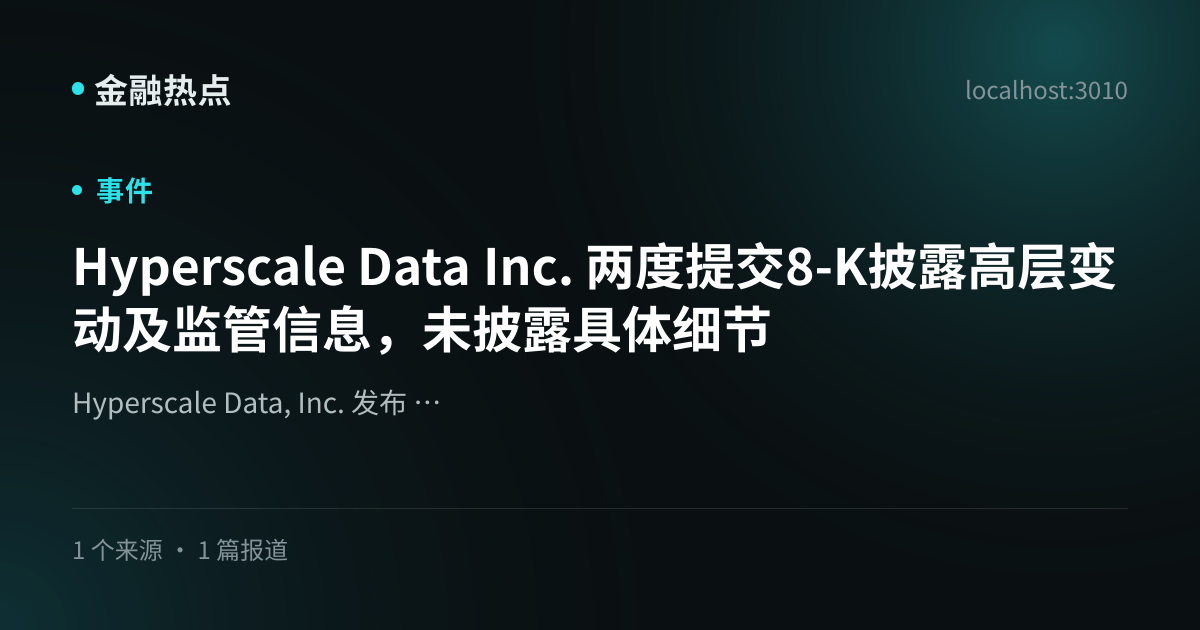 金融热点
localhost:3010
事件
Hyperscale Data Inc. 两度提交8-K披露高层变
动及监管信息，未披露具体细节
Hyperscale Data, Inc. 发布 …
1 个来源 · 1 篇报道